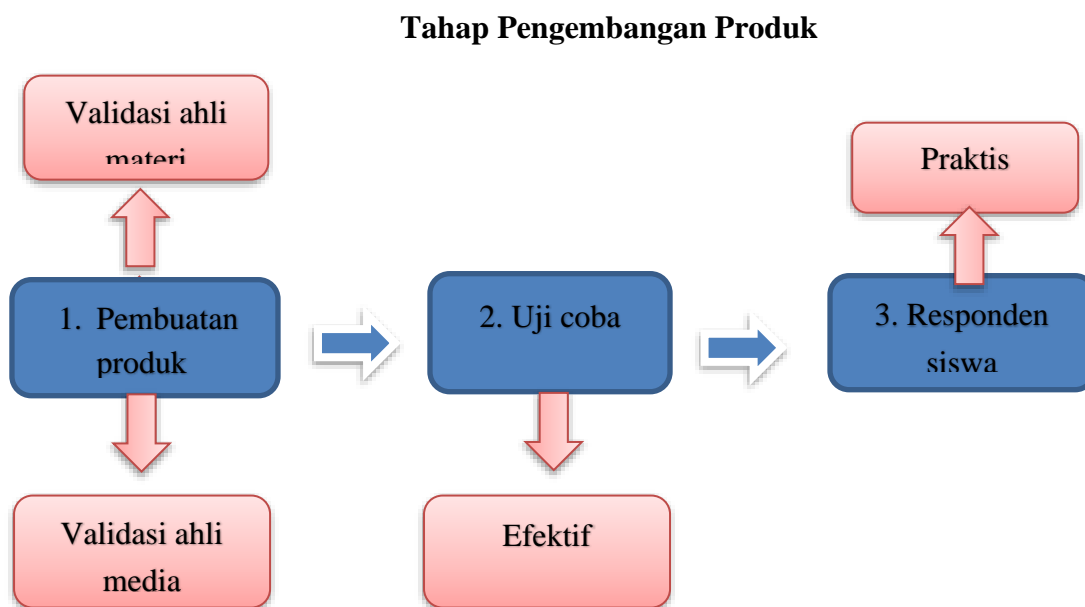 Tahap Pengembangan Produk
Validasi ahli
materi
Praktis
1. Pembuatan
produk
2. Uji coba
3. Responden
siswa
Validasi ahli
media
Efektif